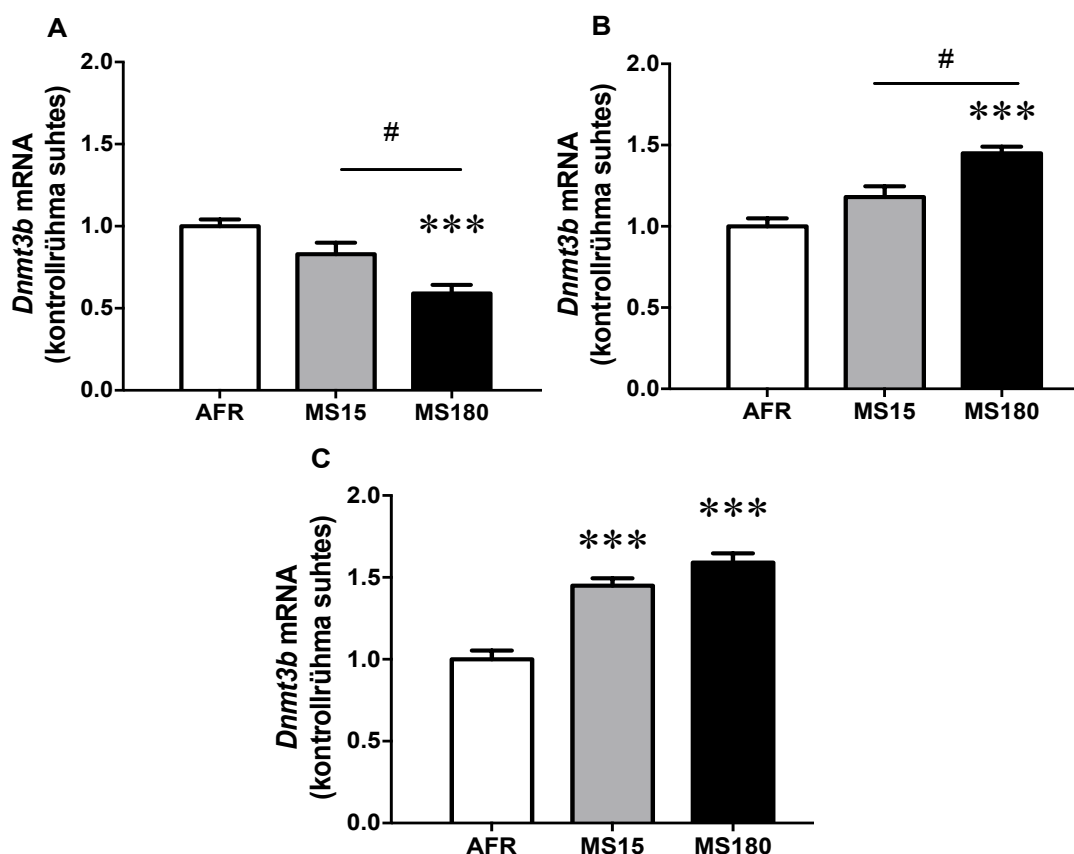 A
Dnmt3b mRNA
(kontrollrühma suhtes)
2.0
1.5
1.0
0.5
0.0
#
***
AFR MS15 MS180
B
Dnmt3b mRNA
(kontrollrühma suhtes)
2.0
1.5
1.0
0.5
0.0
#
***
AFR MS15 MS180
C
Dnmt3b mRNA
(kontrollrühma suhtes)
2.0
1.5
1.0
0.5
0.0
***
***
AFR MS15 MS180